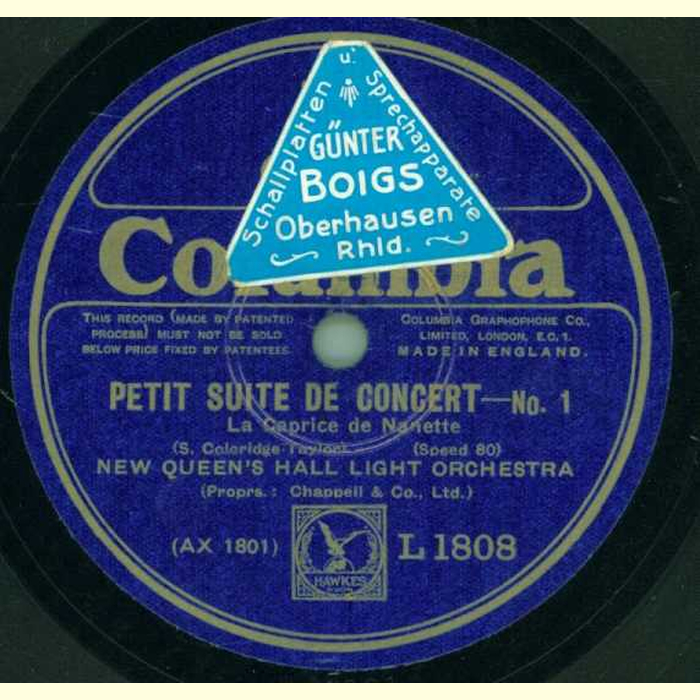 Schallplatten u. Sprechapparate
GÜNTER
BOIGS
Oberhausen
Rhld.
Columbia
THIS RECORD (MADE BY PATENTED
PROCESS) MUST NOT BE SOLD
BELOW PRICE FIXED BY PATENTEES.
COLUMBIA GRAPHOPHONE CO.,
LIMITED, LONDON, E.C.1.
MADE IN ENGLAND.
PETIT SUITE DE CONCERT—No. 1
La Caprice de Nanette
(S. Coleridge-Taylor) (Speed 80)
NEW QUEEN'S HALL LIGHT ORCHESTRA
(Proprs.: Chappell & Co., Ltd.)
(AX 1801)
L 1808
HAWKES